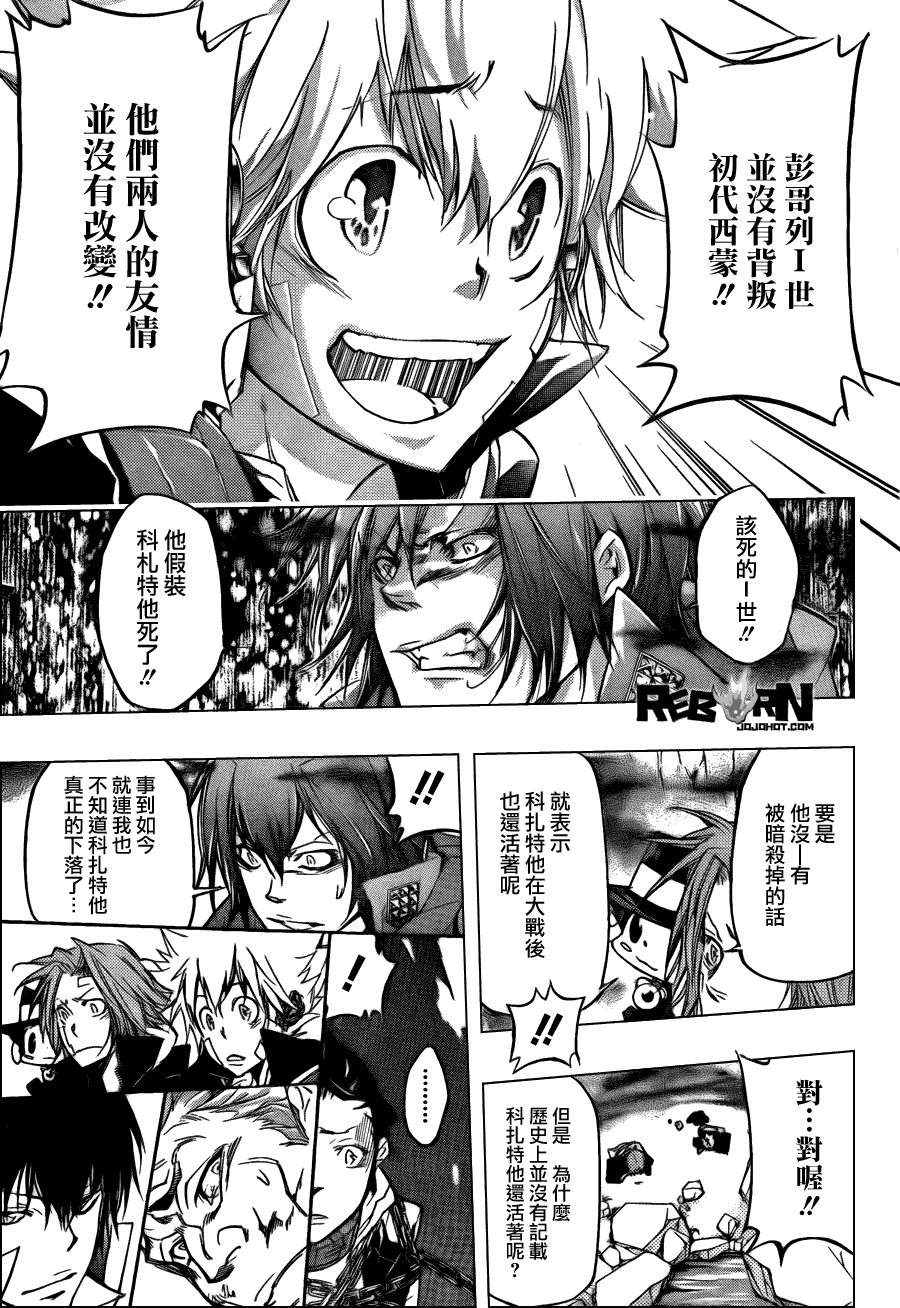 彭哥列Ⅰ世
並沒有背叛
初代西蒙!!
他們兩人的友情
並沒有改變!!
該死的Ⅰ世!!
他假裝
科札特他死了!!
REBORN
JOJOHOT.COM
要是
他沒有
被暗殺掉的話
就表示
科扎特他在大戰後
也還活著呢
!!
對…對喔!!
但是 為什麼
歷史上並沒有記載
科扎特他還活著呢?
!!
事到如今
就連我也
不知道科扎特他
真正的下落了…
!!
………